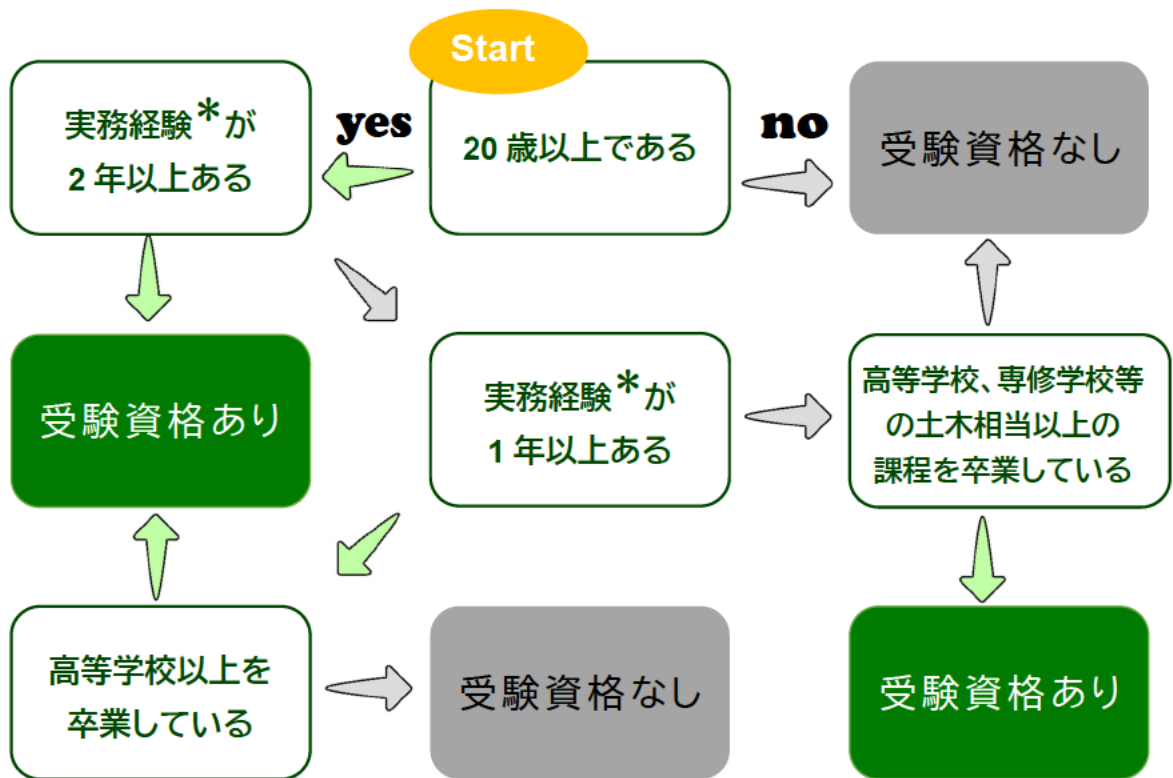 Start
実務経験*が
2年以上ある
yes
20歳以上である
no
受験資格なし
受験資格あり
実務経験*が
1年以上ある
高等学校、専修学校等
の土木相当以上の
課程を卒業している
高等学校以上を
卒業している
受験資格なし
受験資格あり